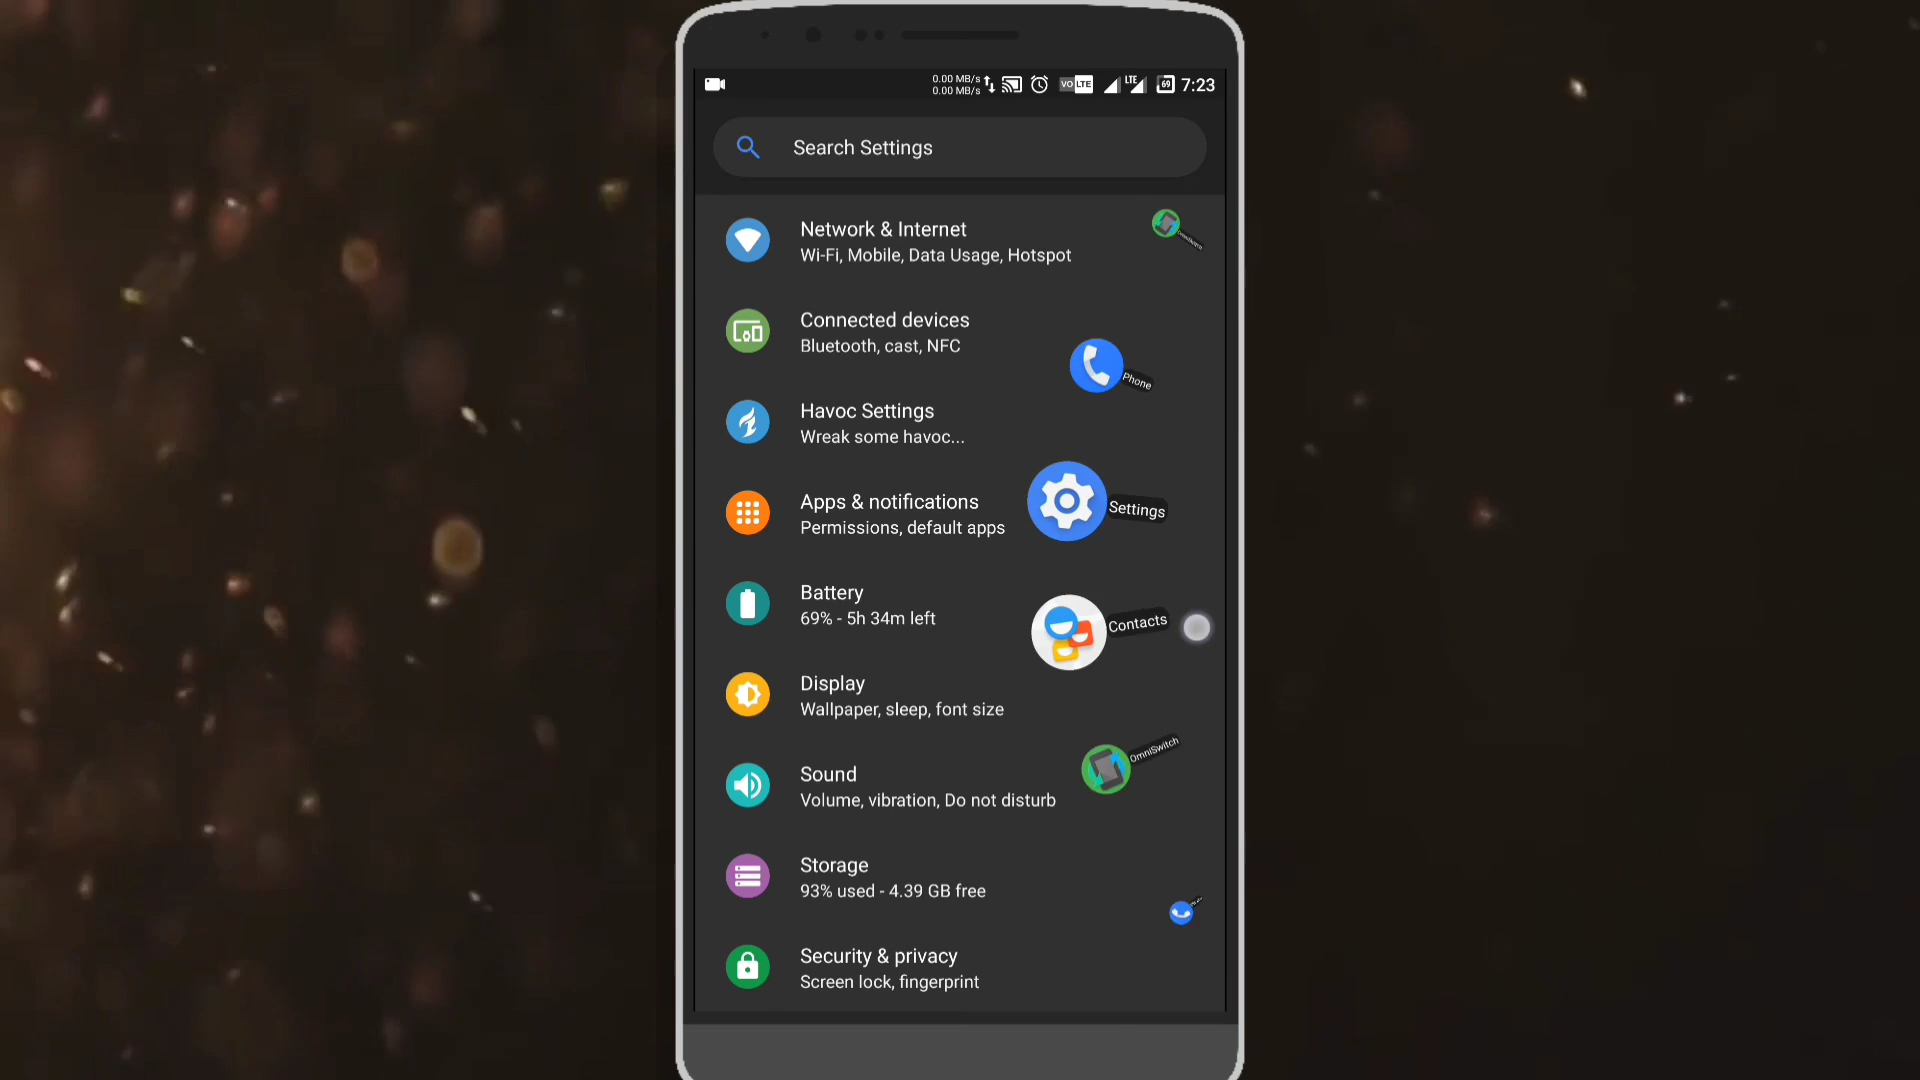 0.00 MB/s
0.00 MB/s
VO LTE
LTE
69
7:23
Search Settings
Network & Internet
Wi-Fi, Mobile, Data Usage, Hotspot
OmniSwitch
Connected devices
Bluetooth, cast, NFC
Phone
Havoc Settings
Wreak some havoc...
Apps & notifications
Permissions, default apps
Settings
Battery
69% - 5h 34m left
Contacts
Display
Wallpaper, sleep, font size
OmniSwitch
Sound
Volume, vibration, Do not disturb
Storage
93% used - 4.39 GB free
Security & privacy
Screen lock, fingerprint